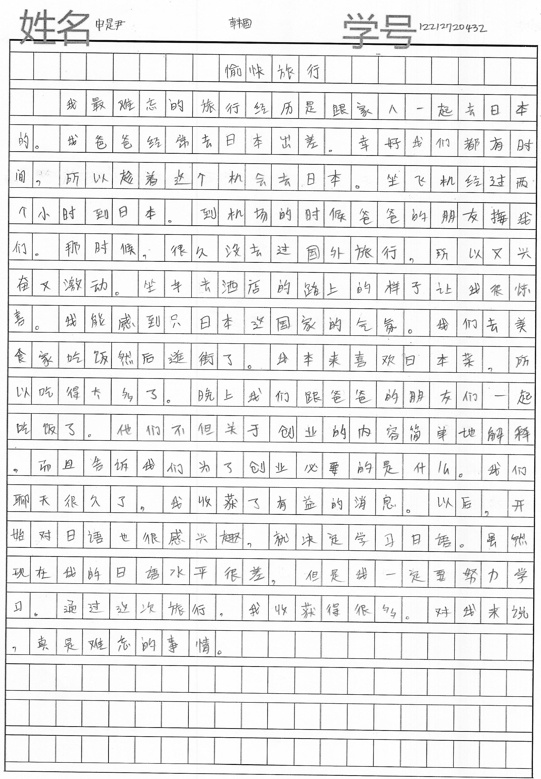 姓名 申是尹 韩国 学号 12212720432
愉快旅行
我最难忘的旅行经历是跟家人一起去日本
的。我爸爸经常去日本出差。幸好我们都有时
间，所以趁着这个机会去日本。坐飞机经过两
个小时到日本。到机场的时候爸爸的朋友接我
们。那时候，很久没去过国外旅行，所以又兴
奋又激动。坐车去酒店的路上的样子让我很惊
喜。我能感到只日本这国家的气氛。我们去美
食家吃饭然后逛街了。我本来喜欢日本菜，所
以吃得太多了。晚上我们跟爸爸的朋友们一起
吃饭了。他们不但关于创业的内容简单地解释
，而且告诉我们为了创业必要的是什么。我们
聊天很久了，我收获了有益的消息。以后，开
始对日语也很感兴趣，就决定学习日语。虽然
现在我的日语水平很差，但是我一定要努力学
习。通过这次旅行。我收获得很多。对我来说
，真是难忘的事情。